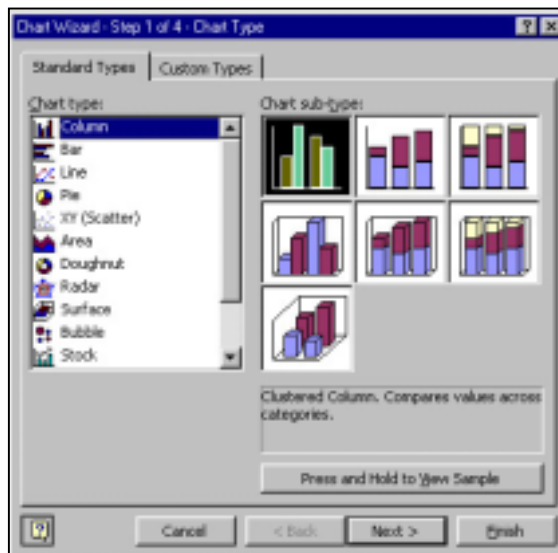 Chart Wizard - Step 1 of 4 - Chart Type
Standard Types
Custom Types
Chart type:
Column
Bar
Line
Pie
XY (Scatter)
Area
Doughnut
Radar
Surface
Bubble
Stock
Chart sub-type:
Clustered Column. Compares values across
categories.
Press and Hold to View Sample
Cancel
< Back
Next >
Finish